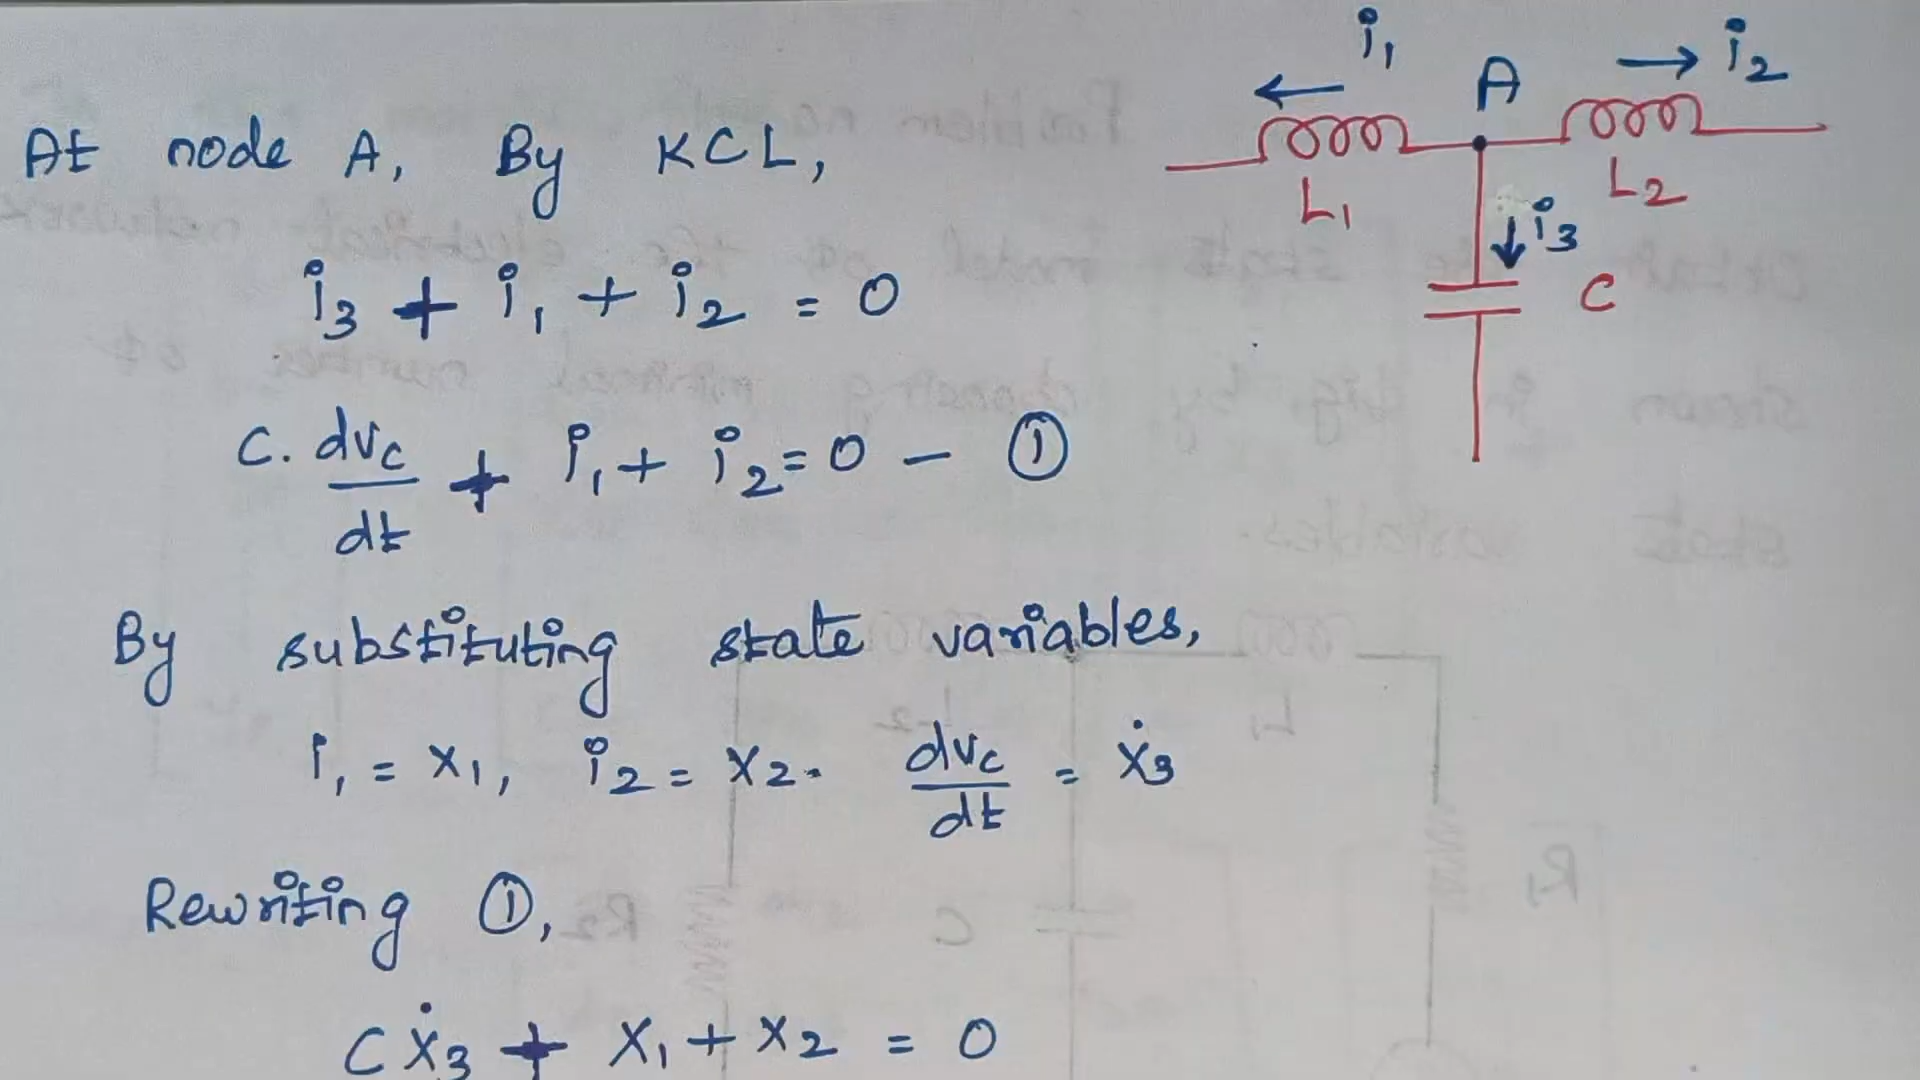 i₁ A i₂
At node A, By KCL,
L₁ L₂
i₃
i₃ + i₁ + i₂ = 0
C
C. dvc/dt + i₁ + i₂ = 0 - ①
By substituting state variables,
i₁ = x₁, i₂ = x₂. dvc/dt = ẋ₃
Rewriting ①,
Cẋ₃ + x₁ + x₂ = 0